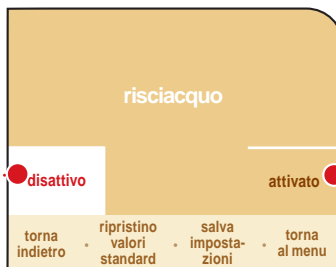 risciacquo
disattivo attivato
torna indietro
ripristino valori standard
salva imposta-
zioni
torna al menu